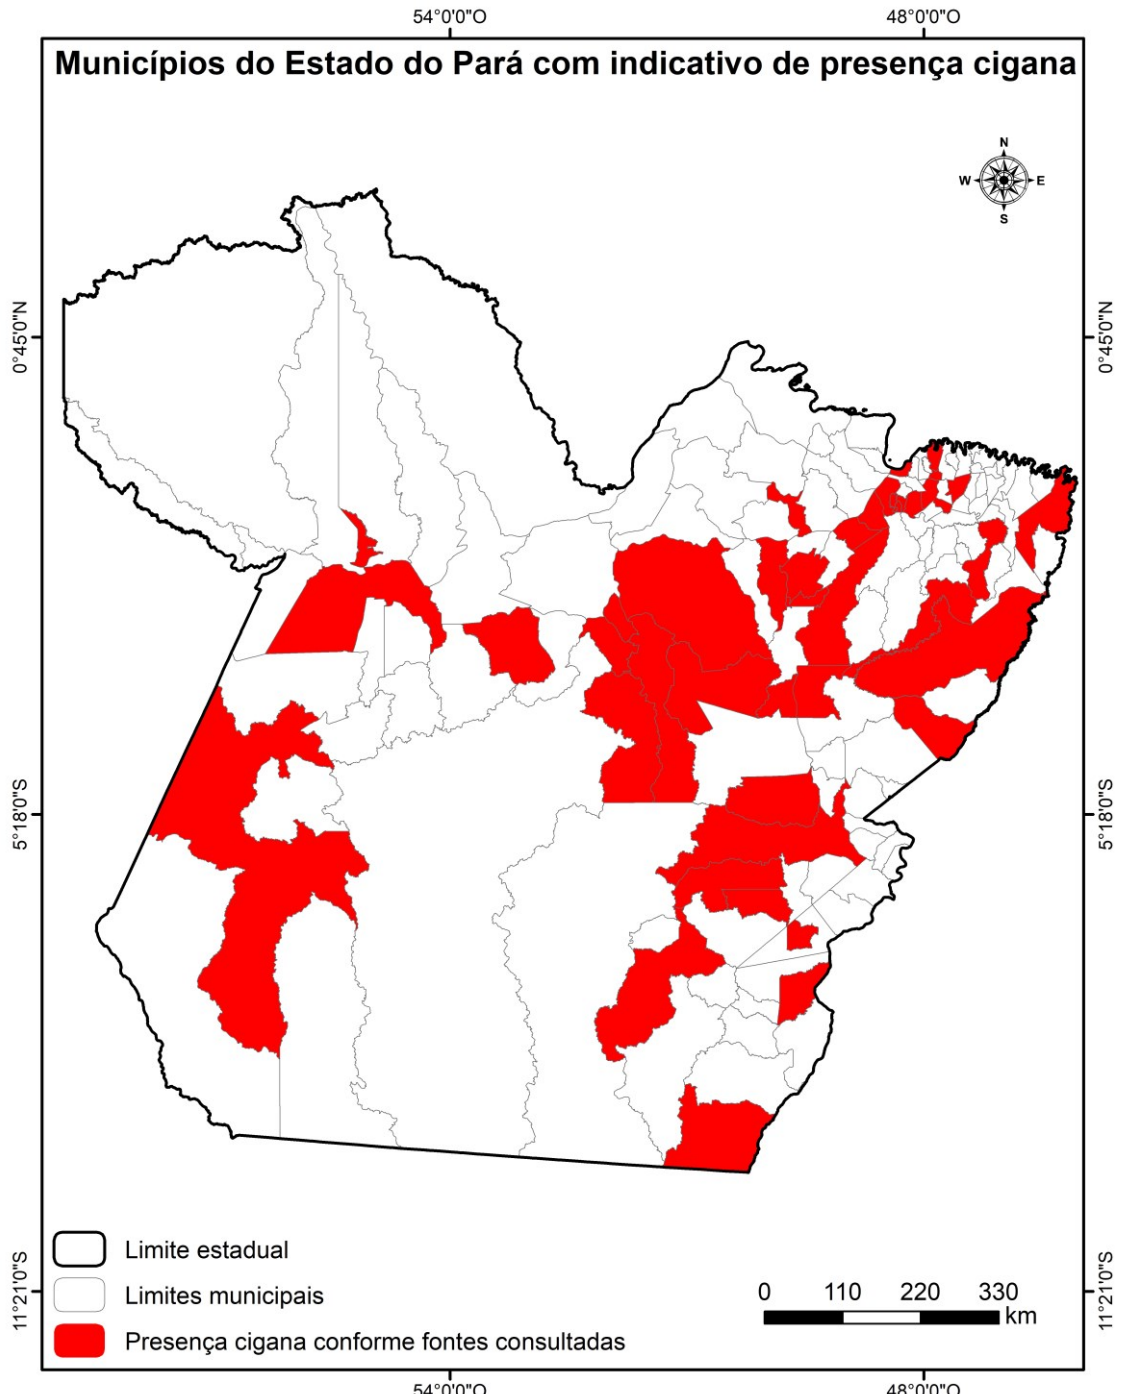 54°0'0"O 48°0'0"O
Municípios do Estado do Pará com indicativo de presença cigana
N
W E
S
0°45'0"N 0°45'0"N
5°18'0"S 5°18'0"S
11°21'0"S 11°21'0"S
Limite estadual
Limites municipais
Presença cigana conforme fontes consultadas
0 110 220 330
km
54°0'0"O 48°0'0"O